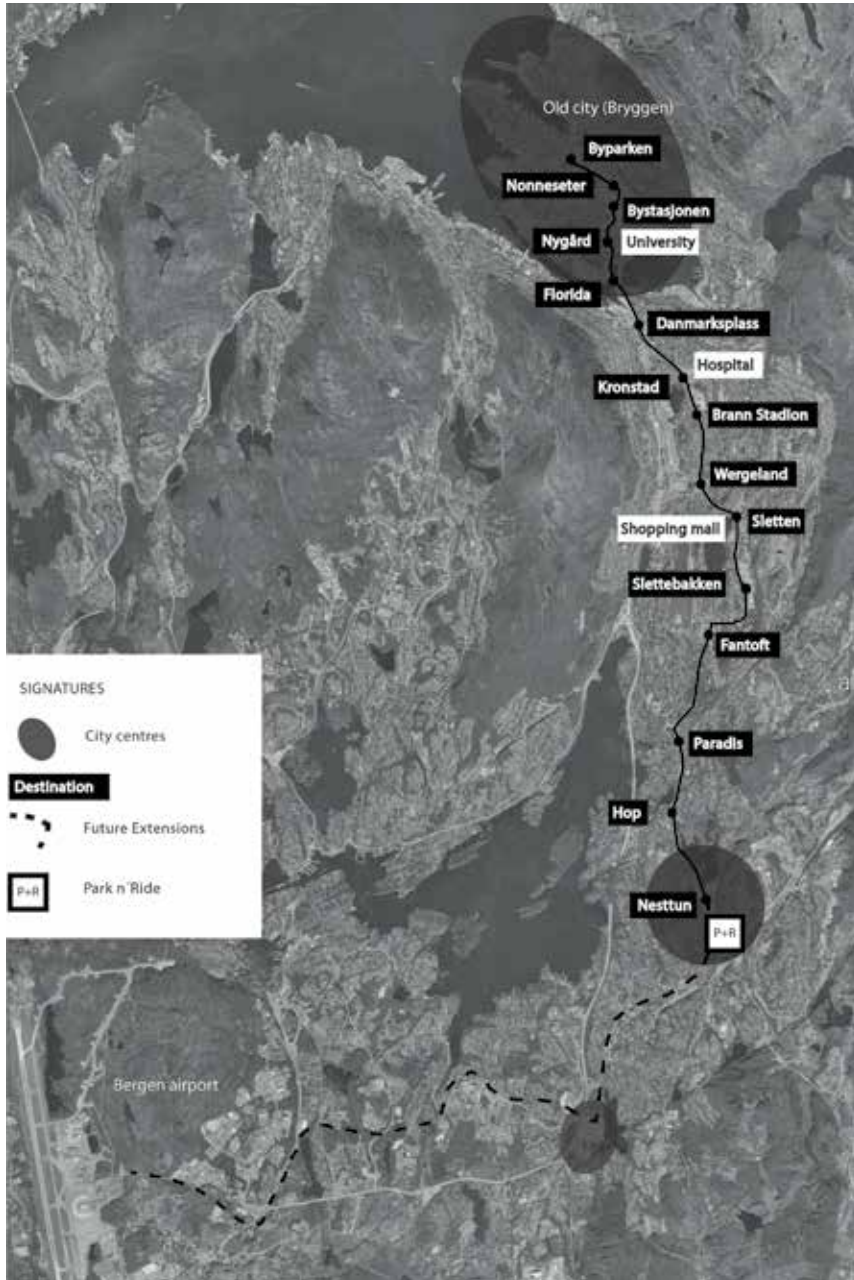 Old city (Bryggen)
Byparken
Nonneseter
Bystasjonen
Nygård
University
Florida
Danmarksplass
Hospital
Kronstad
Brann Stadion
Wergeland
Sletten
Shopping mall
Slettebakken
Fantoft
a
Paradis
Hop
Nesttun
P+R
SIGNATURES
City centres
Destination
Future Extensions
P+R
Park n´Ride
Bergen airport